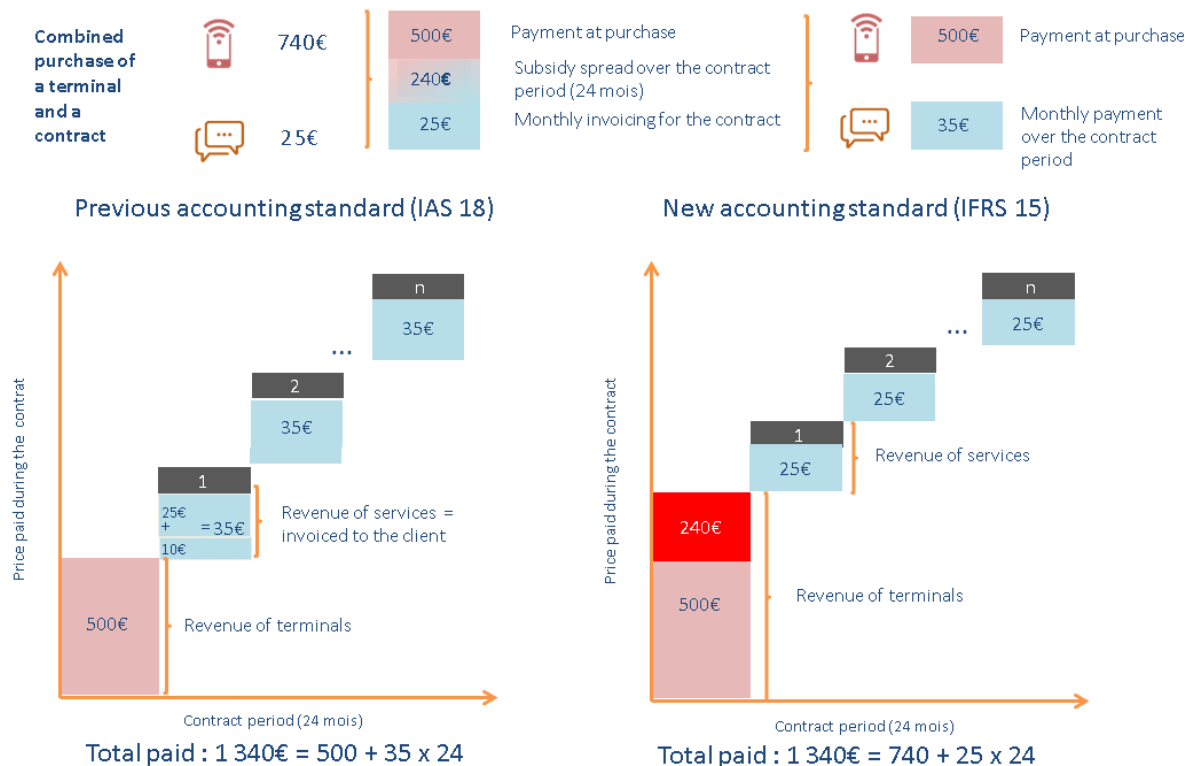 Combined
purchase of
a terminal
and a
contract
740€
25€
500€
240€
25€
Payment at purchase
Subsidy spread over the contract
period (24 mois)
Monthly invoicing for the contract
500€
35€
Payment at purchase
Monthly payment
over the contract
period
Previous accounting standard (IAS 18)
Price paid during the contrat
500€
1
25€
+
10€
= 35€
2
35€
...
n
35€
Revenue of services =
invoiced to the client
Revenue of terminals
Contract period (24 mois)
Total paid : 1 340€ = 500 + 35 x 24
New accounting standard (IFRS 15)
Price paid during the contract
240€
500€
1
25€
2
25€
...
n
25€
Revenue of services
Revenue of terminals
Contract period (24 mois)
Total paid : 1 340€ = 740 + 25 x 24